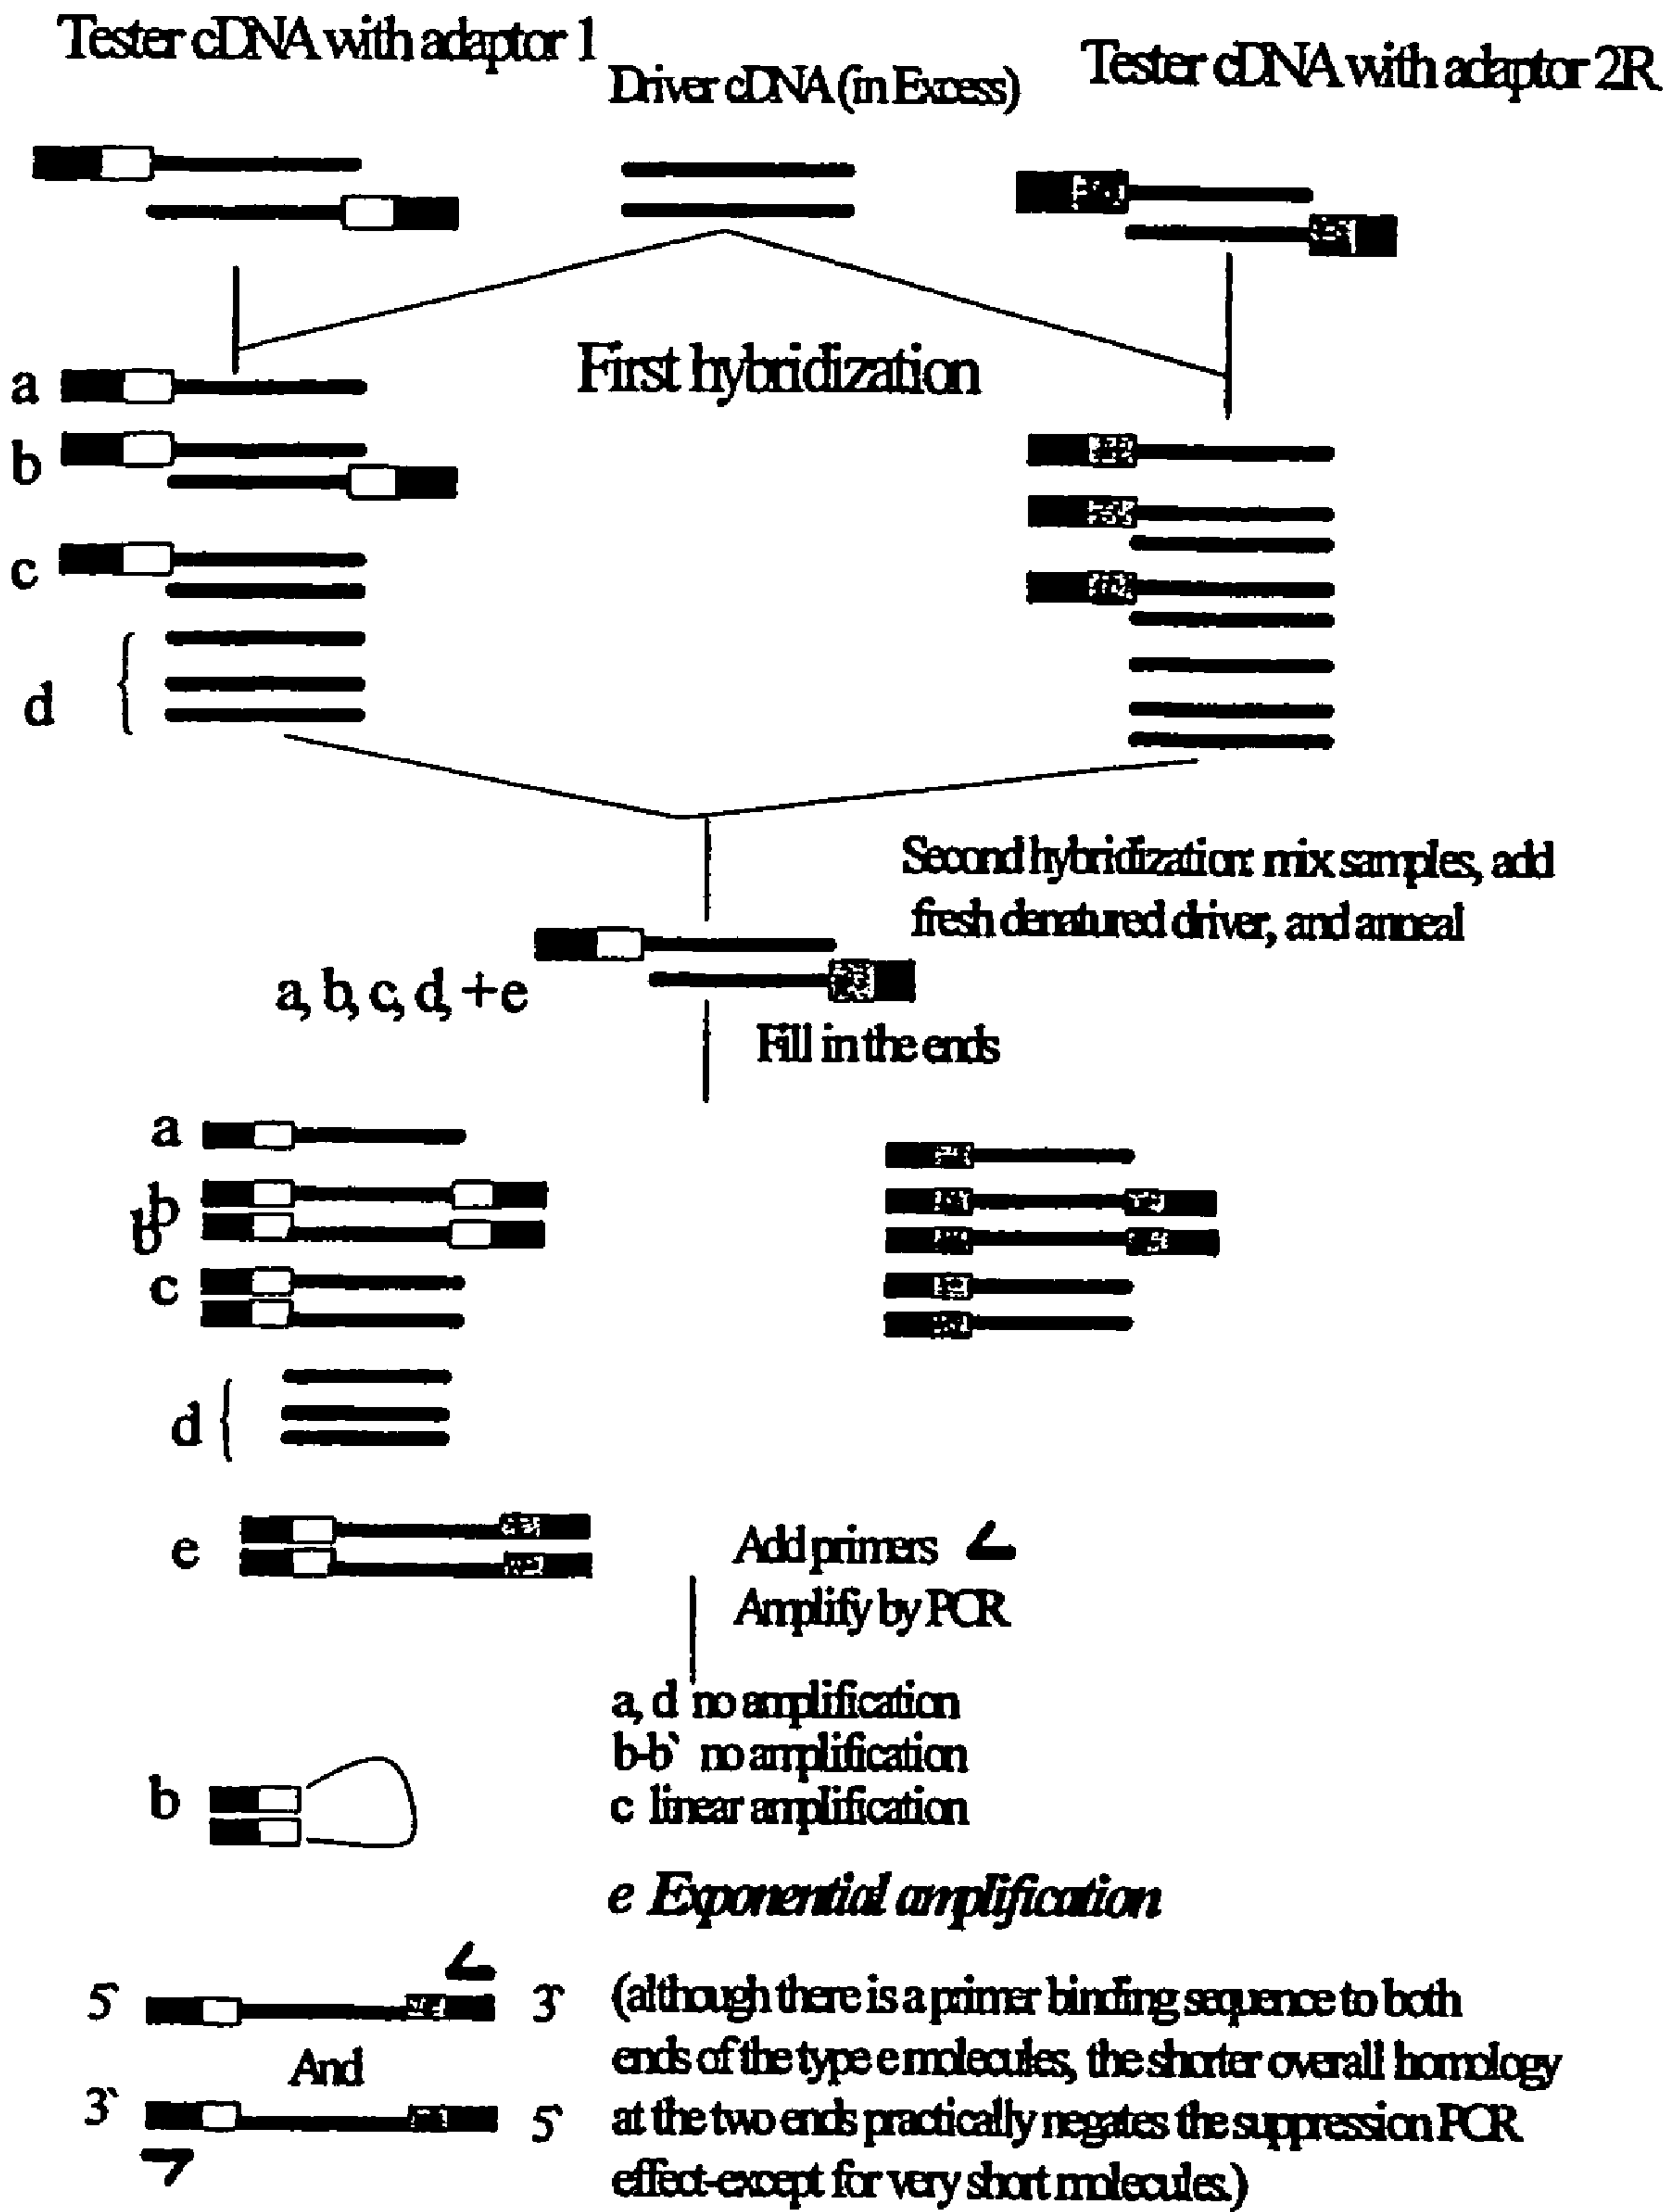 Tester cDNA with adaptor 1
Driver cDNA (in Excess)
Tester cDNA with adaptor 2R
First hybridization
a
b
c
d
Second hybridization: mix samples, add
fresh denatured driver, and anneal
a, b, c, d, +e
Fill in the ends
a
b
b
c
d
e
Add primers
Amplify by PCR
a, d no amplification
b-b` no amplification
c linear amplification
b
e Exponential amplification
5`
3`
And
3`
5`
(although there is a primer binding sequence to both
ends of the type e molecules, the shorter overall homology
at the two ends practically negates the suppression PCR
effect-except for very short molecules.)